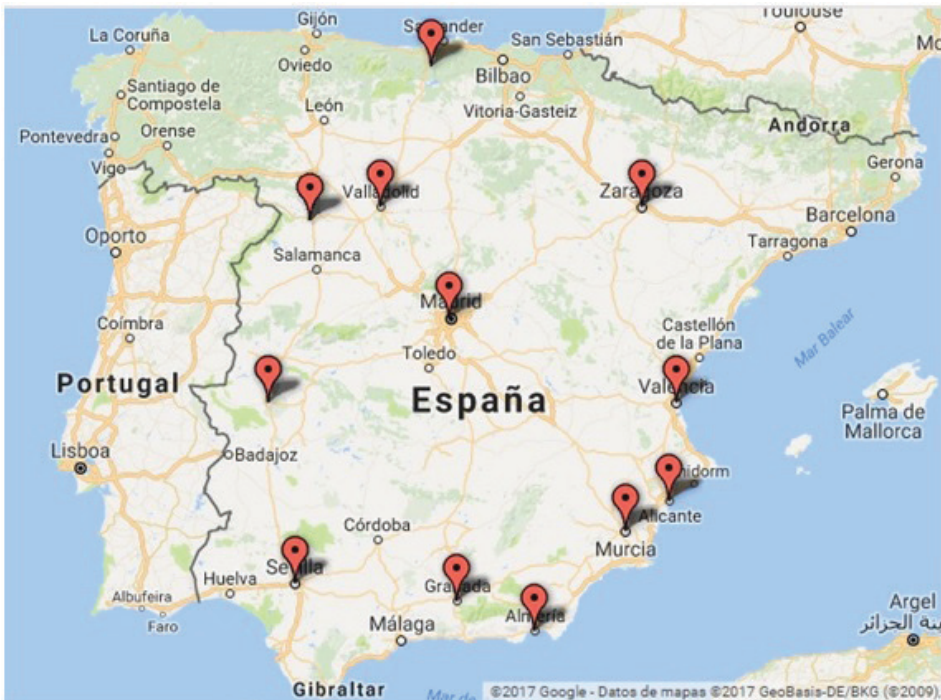 Toulouse
Gijón
La Coruña
Oviedo
San Sebastián
Bilbao
Santiago de
Compostela
León
Vitoria-Gasteiz
Andorra
Pontevedra
Orense
Vigo
Gerona
Valladolid
Zaragoza
Barcelona
Oporto
Salamanca
Tarragona
Madrid
Coímbra
Castellón
de la Plana
Mar Balear
Toledo
Portugal
España
Valencia
Palma de
Mallorca
Lisboa
Badajoz
nidorm
Alicante
Córdoba
Murcia
Sevilla
Huelva
Granada
Albufeira
Faro
Almería
Argel
Málaga
Gibraltar
Mar de
©2017 Google - Datos de mapas ©2017 GeoBasis-DE/BKG (©2009),